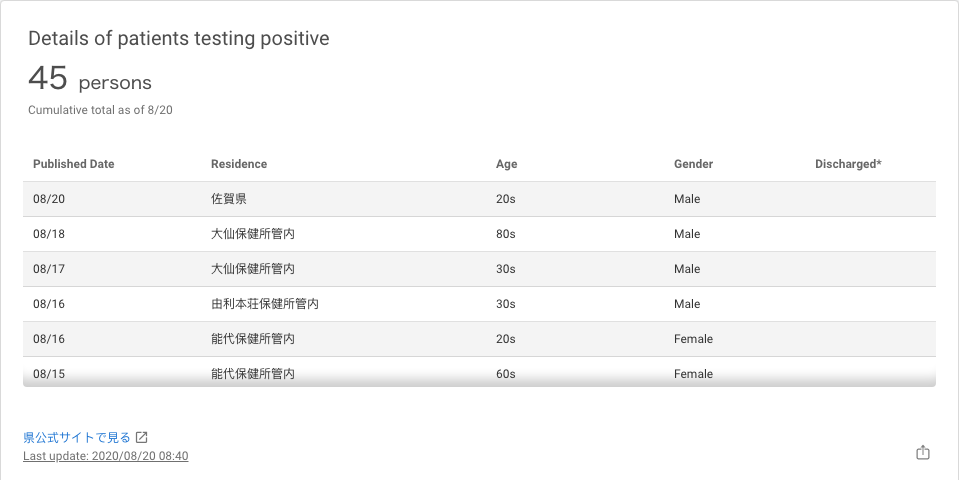 Details of patients testing positive
45 persons
Cumulative total as of 8/20
Published Date Residence Age Gender Discharged*
08/20 佐賀県 20s Male
08/18 大仙保健所管内 80s Male
08/17 大仙保健所管内 30s Male
08/16 由利本荘保健所管内 30s Male
08/16 能代保健所管内 20s Female
08/15 能代保健所管内 60s Female
県公式サイトで見る
Last update: 2020/08/20 08:40